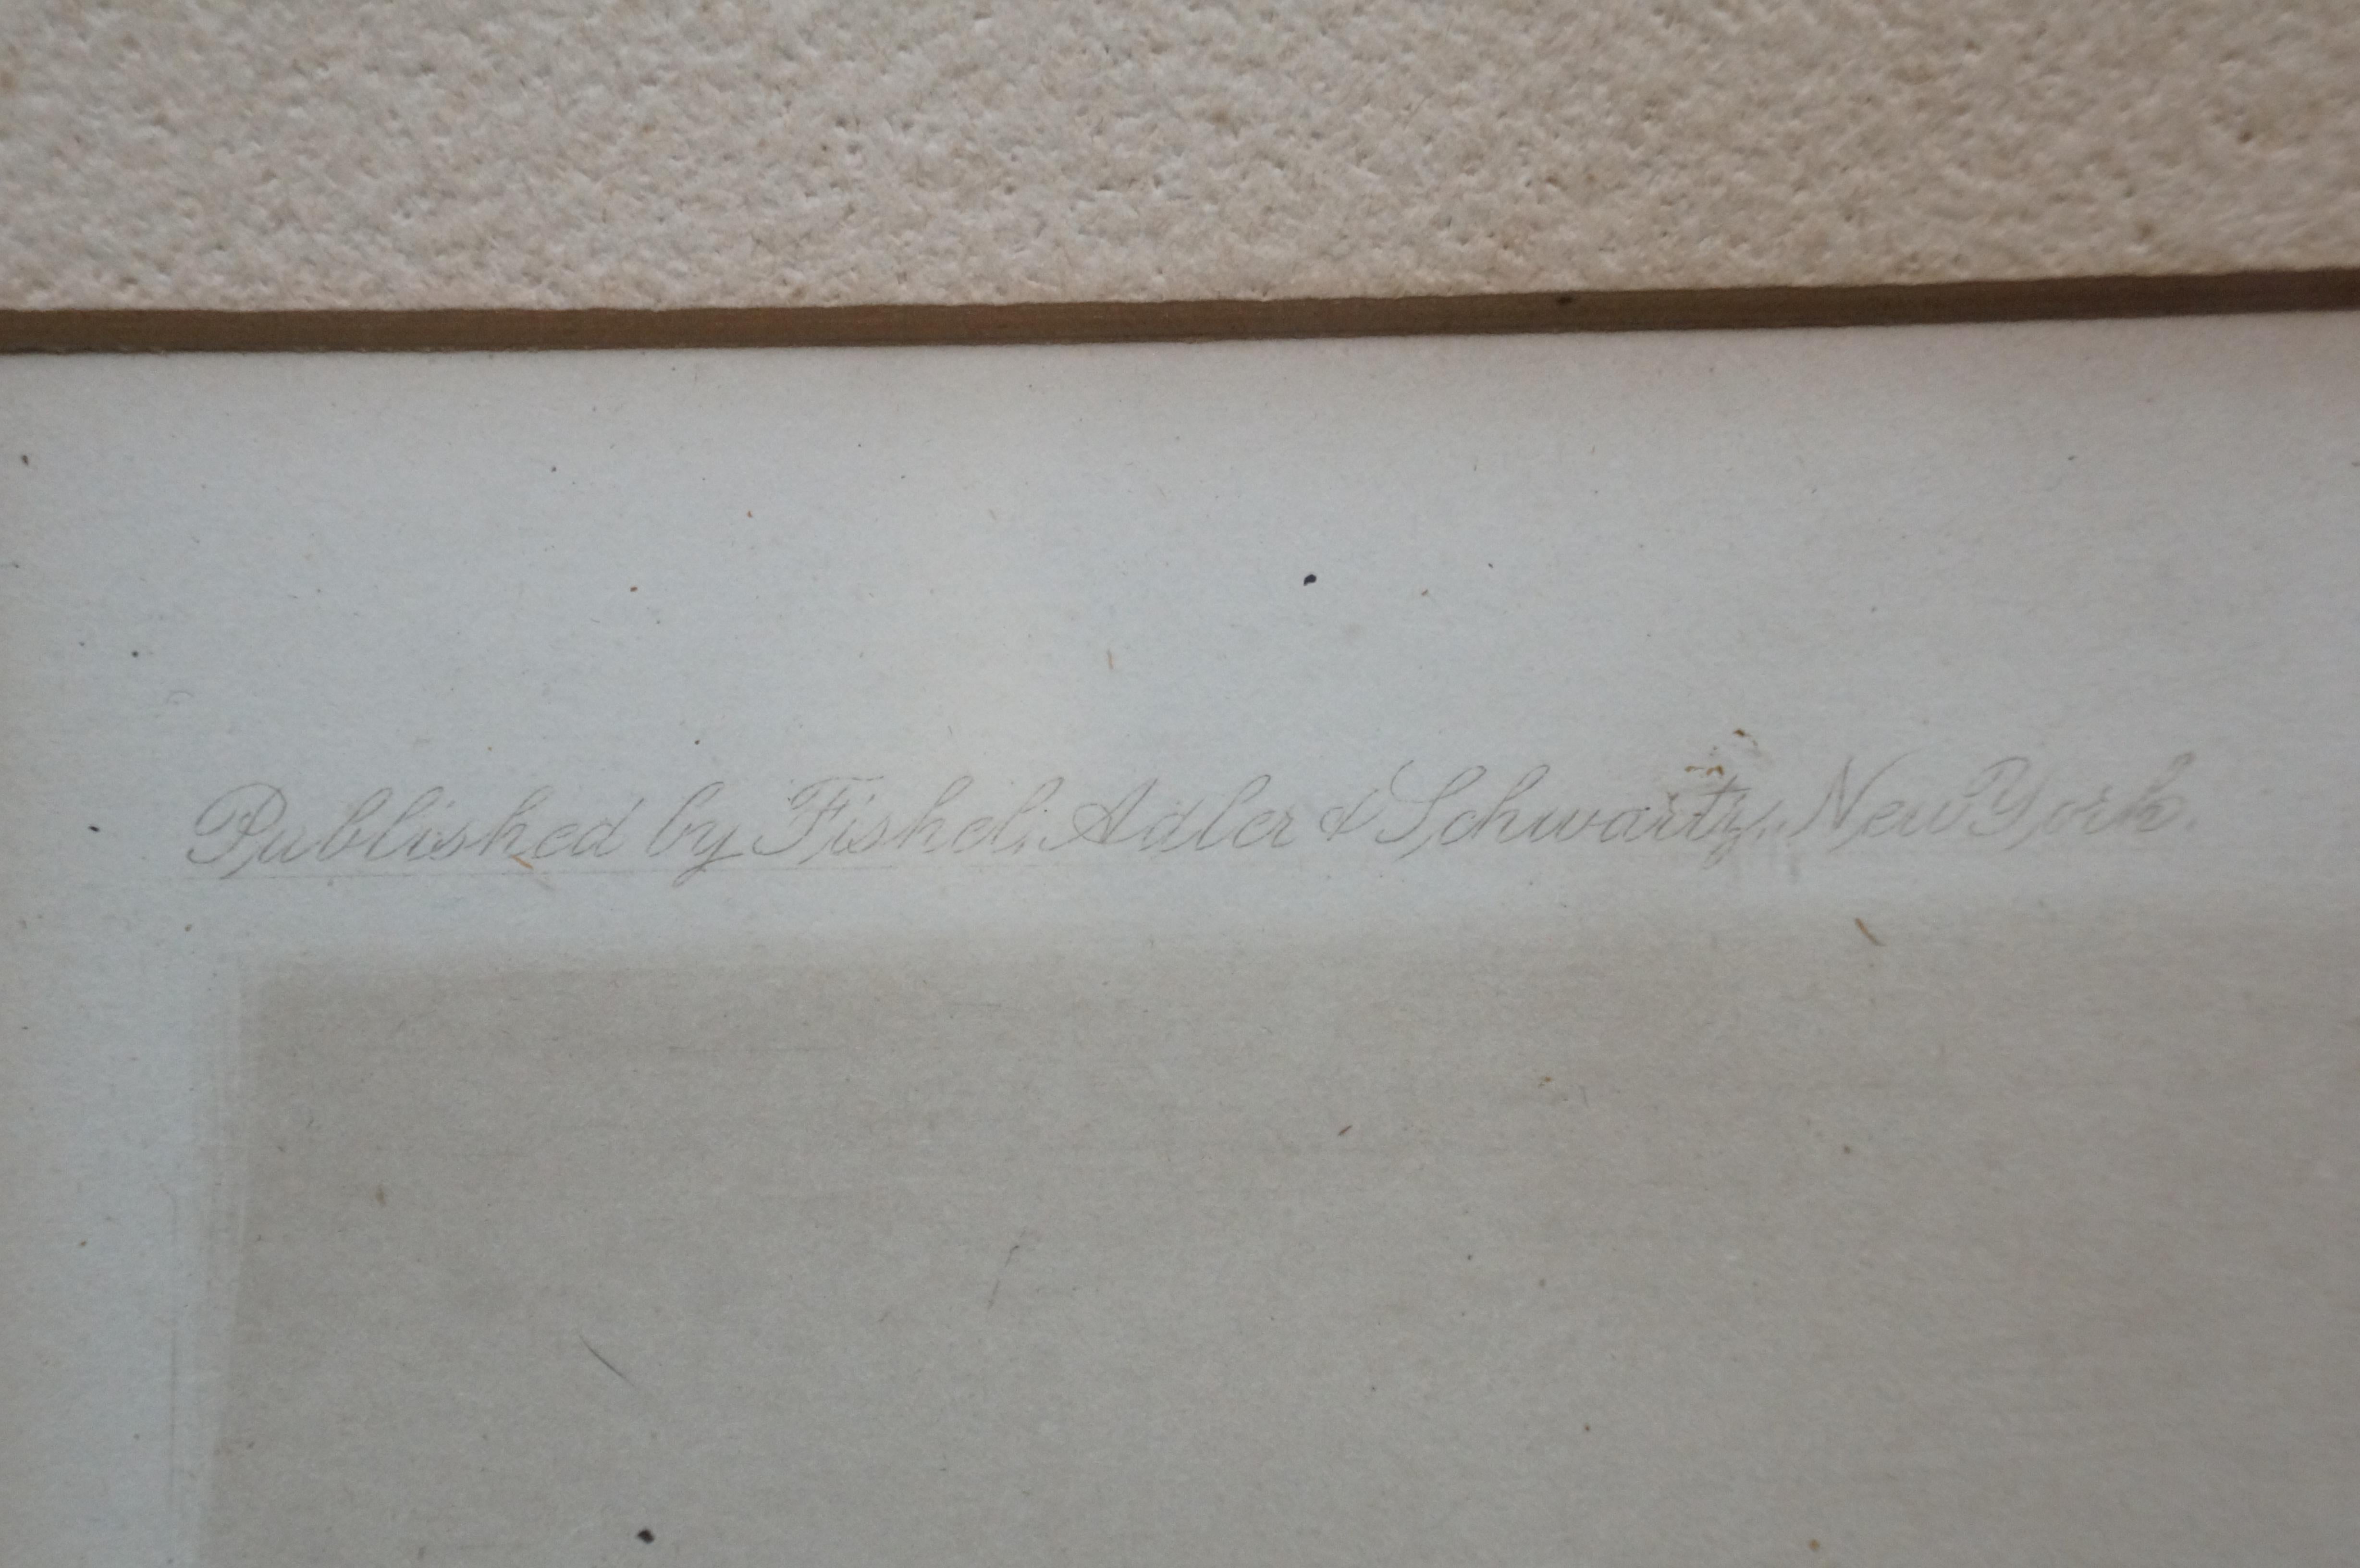 Published by Fishel, Adler & Schwartz, New York.